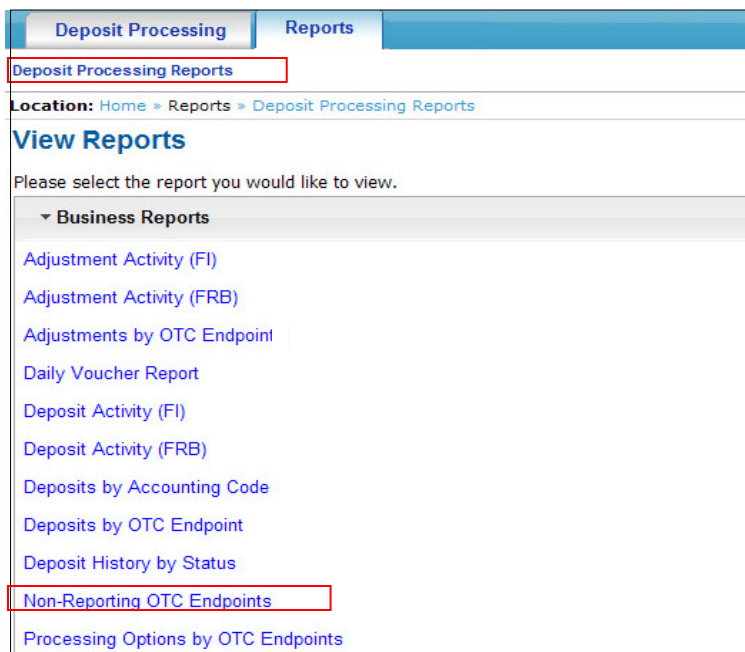 Deposit Processing Reports
Deposit Processing Reports
Location: Home » Reports » Deposit Processing Reports
View Reports
Please select the report you would like to view.
Business Reports
Adjustment Activity (FI)
Adjustment Activity (FRB)
Adjustments by OTC Endpoint
Daily Voucher Report
Deposit Activity (FI)
Deposit Activity (FRB)
Deposits by Accounting Code
Deposits by OTC Endpoint
Deposit History by Status
Non-Reporting OTC Endpoints
Processing Options by OTC Endpoints